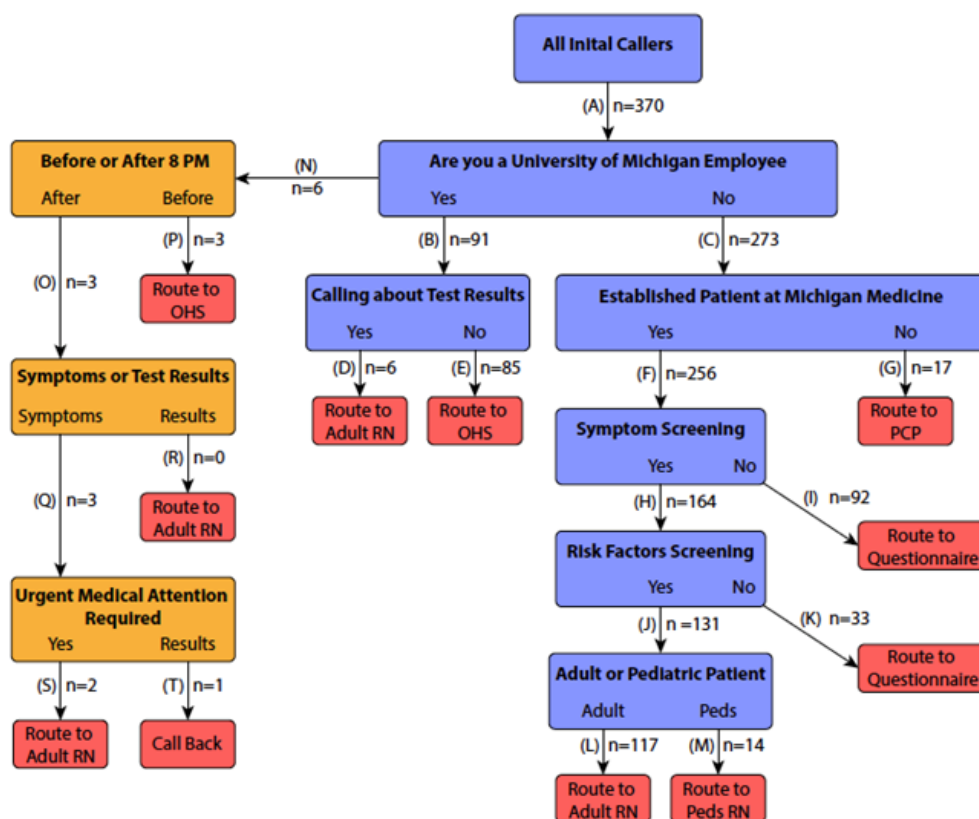 All Inital Callers
(A) n=370
Before or After 8 PM
After Before
(N)
n=6
Are you a University of Michigan Employee
Yes No
(P) n=3
(B) n=91
(C) n=273
(O) n=3
Route to
OHS
Calling about Test Results
Yes No
Established Patient at Michigan Medicine
Yes No
(D) n=6
(E) n=85
(F) n=256
(G) n=17
Symptoms or Test Results
Symptoms Results
Route to
Adult RN
Route to
OHS
Route to
PCP
Symptom Screening
Yes No
(R) n=0
(Q) n=3
Route to
Adult RN
(H) n=164
(I) n=92
Route to
Questionnaire
Risk Factors Screening
Yes No
Urgent Medical Attention
Required
Yes Results
(J) n =131
(K) n=33
Route to
Questionnaire
(S) n=2
(T) n=1
Adult or Pediatric Patient
Adult Peds
Route to
Adult RN
Call Back
(L) n=117
(M) n=14
Route to
Adult RN
Route to
Peds RN